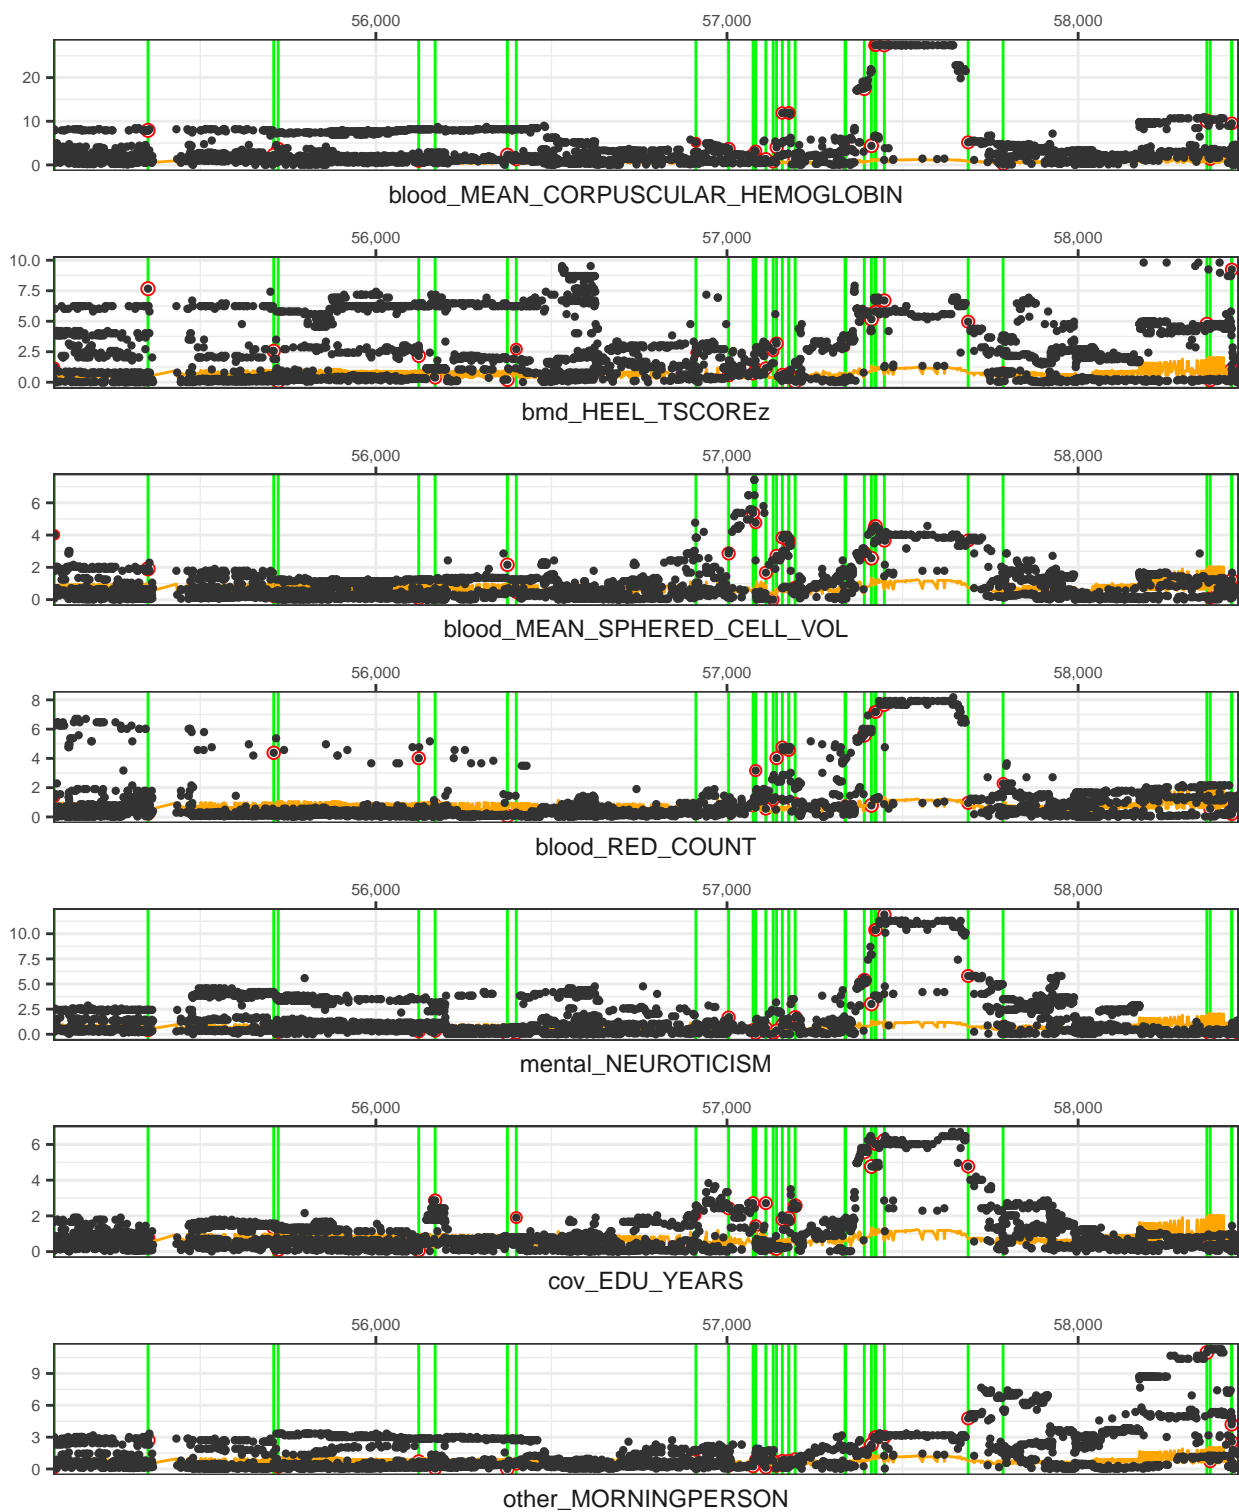 56,000 57,000 58,000
20
10
0
blood_MEAN_CORPUSCULAR_HEMOGLOBIN
56,000 57,000 58,000
10.0
7.5
5.0
2.5
0.0
bmd_HEEL_TSCOREz
56,000 57,000 58,000
6
4
2
0
blood_MEAN_SPHERED_CELL_VOL
56,000 57,000 58,000
8
6
4
2
0
blood_RED_COUNT
56,000 57,000 58,000
10.0
7.5
5.0
2.5
0.0
mental_NEUROTICISM
56,000 57,000 58,000
6
4
2
0
cov_EDU_YEARS
56,000 57,000 58,000
9
6
3
0
other_MORNINGPERSON